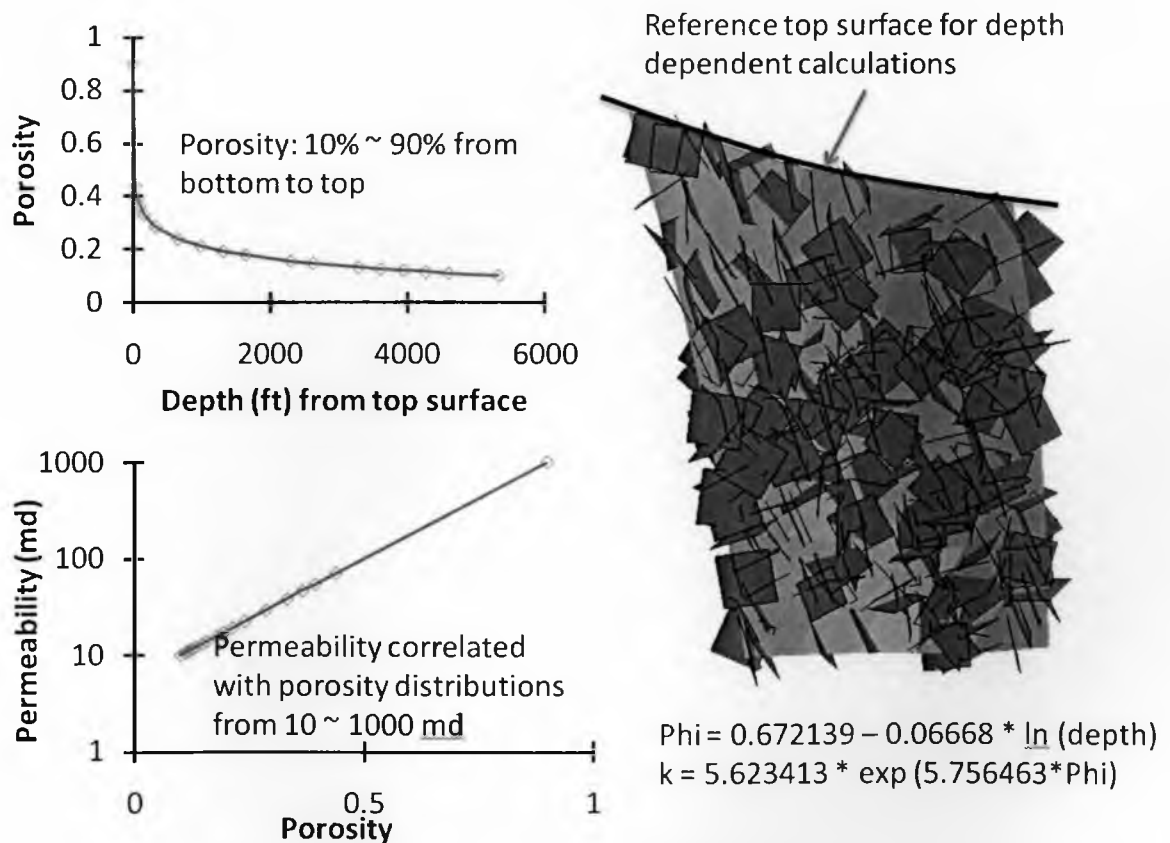 1
0.8
0.6
0.4
0.2
0
Porosity
Porosity: 10% ~ 90% from
bottom to top
0
2000
4000
6000
Depth (ft) from top surface
Reference top surface for depth
dependent calculations
1000
100
10
1
Permeability (md)
Permeability correlated
with porosity distributions
from 10 ~ 1000 md
0
0.5
1
Porosity
Phi = 0.672139 – 0.06668 * ln (depth)
k = 5.623413 * exp (5.756463*Phi)